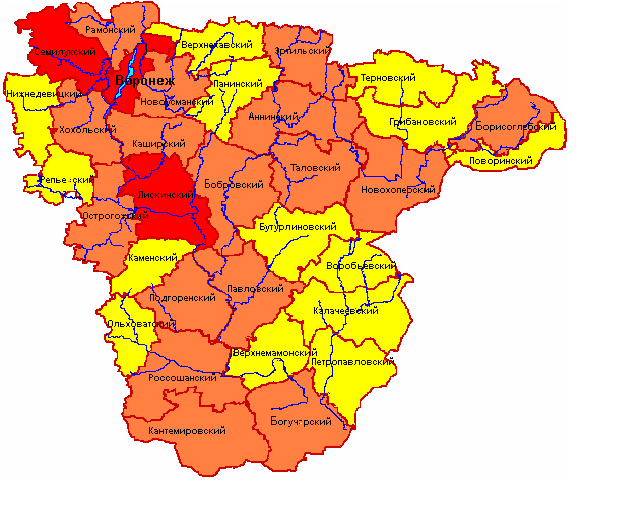 Рамонский
Верхнехавский
Семилукский
Эртильский
Воронеж
Терновский
Панинский
Нижнедевицкий
Новоусманский
Аннинский
Грибановский
Борисоглебский
Хохольский
Каширский
Поворинский
Таловский
Репьевский
Бобровский
Новохоперский
Лискинский
Острогожский
Бутурлиновский
Каменский
Воробьевский
Павловский
Подгоренский
Калачеевский
Ольховатский
Верхнемамонский
Петропавловский
Россошанский
Богучарский
Кантемировский